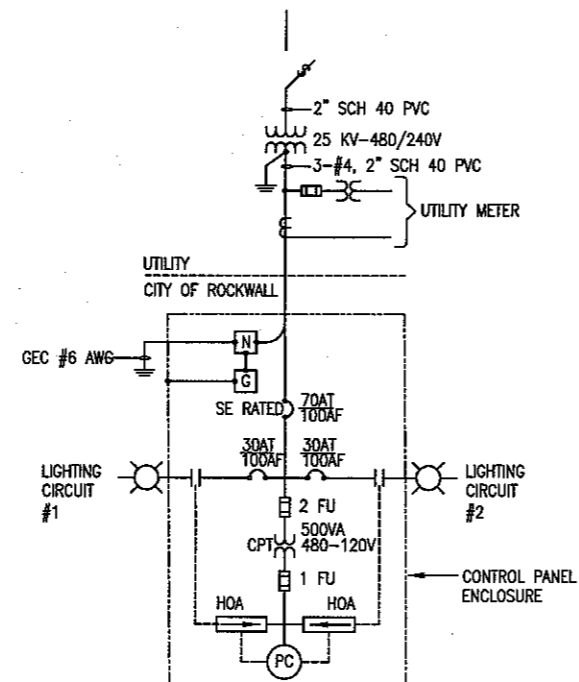 2" SCH 40 PVC
25 KV-480/240V
3-#4, 2" SCH 40 PVC
UTILITY METER
UTILITY
CITY OF ROCKWALL
N
GEC #6 AWG
G
SE RATED
70AT
100AF
30AT
100AF
30AT
100AF
LIGHTING
CIRCUIT
#1
LIGHTING
CIRCUIT
#2
2 FU
500VA
CPT
480-120V
1 FU
CONTROL PANEL
ENCLOSURE
HOA
HOA
PC